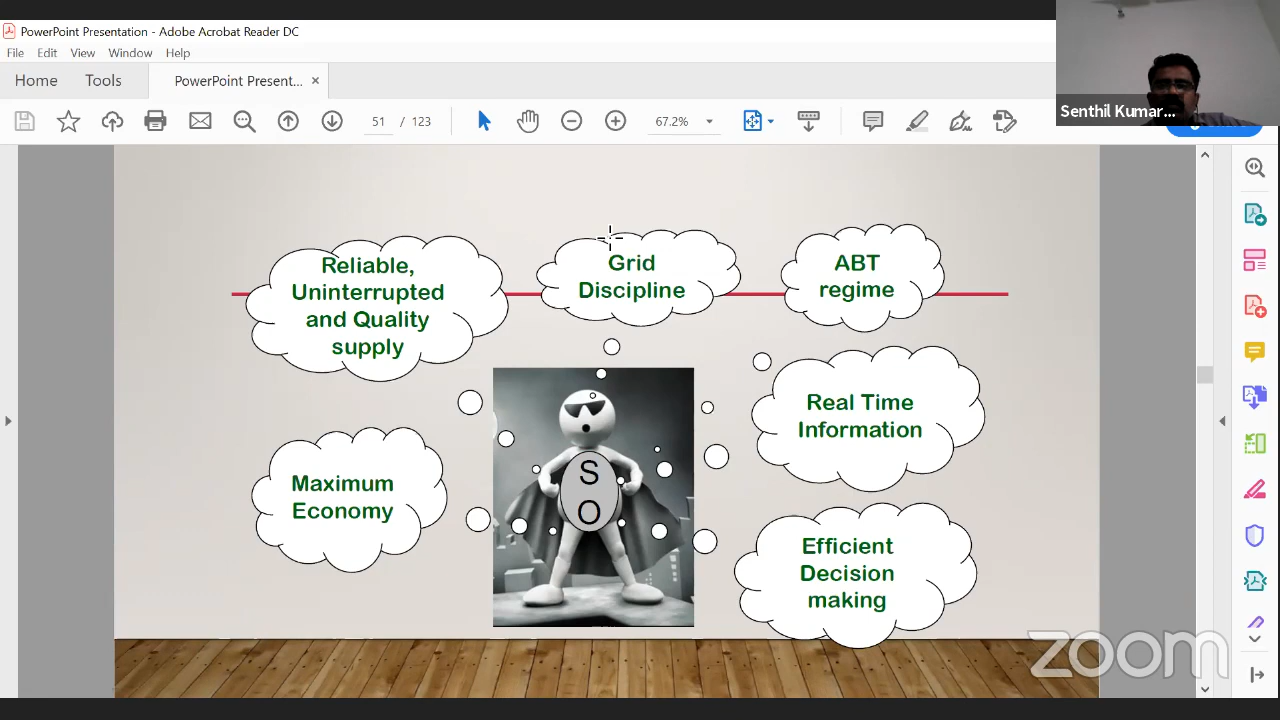 PowerPoint Presentation - Adobe Acrobat Reader DC
File Edit View Window Help
Home Tools PowerPoint Present... ×
51 / 123
67.2%
Senthil Kumar...
Reliable,
Uninterrupted
and Quality
supply
Grid
Discipline
ABT
regime
Real Time
Information
Maximum
Economy
S
O
Efficient
Decision
making
zoom